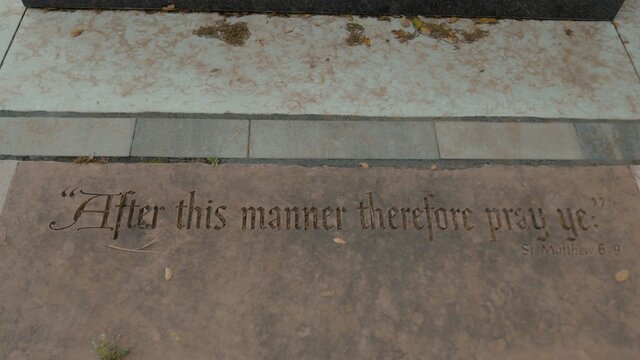 “After this manner therefore pray ye:”
St. Matthew 6:9